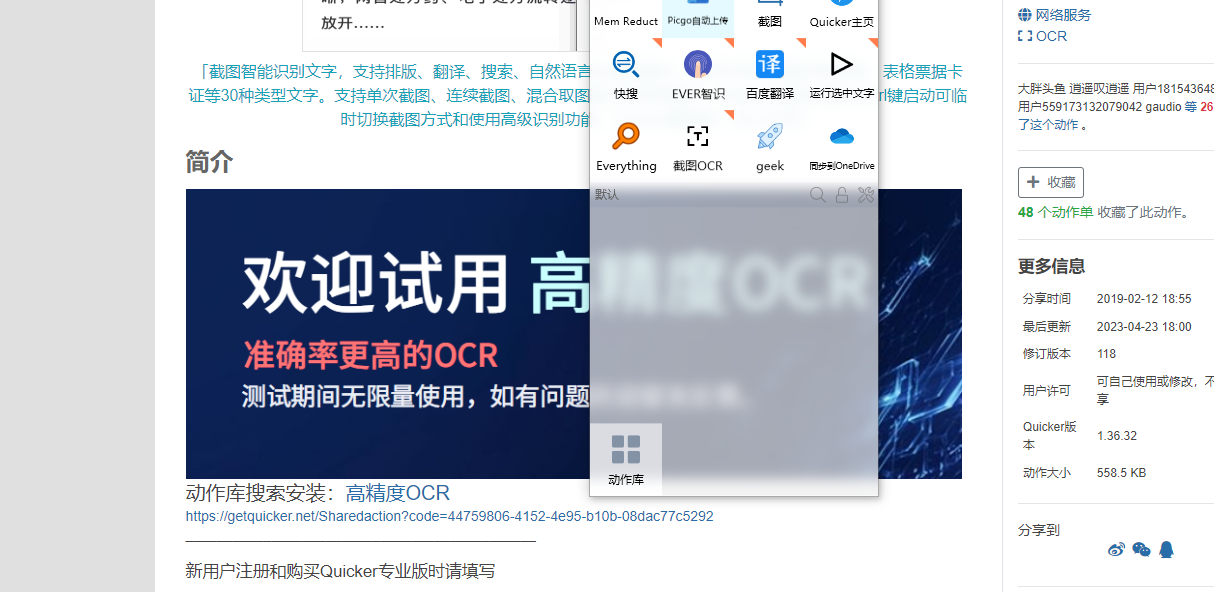 放开……
「截图智能识别文字，支持排版、翻译、搜索、自然语言
表格票据卡
证等30种类型文字。支持单次截图、连续截图、混合取图
rl键启动可临
时切换截图方式和使用高级识别功能
简介
欢迎试用 高精度OCR
准确率更高的OCR
测试期间无限量使用，如有问题
动作库搜索安装：高精度OCR
https://getquicker.net/Sharedaction?code=44759806-4152-4e95-b10b-08dac77c5292
新用户注册和购买Quicker专业版时请填写
Mem Reduct
Picgo自动上传
截图
Quicker主页
快搜
EVER智识
译
百度翻译
运行选中文字
Everything
T
截图OCR
geek
同步到OneDrive
默认
动作库
网络服务
OCR
大胖头鱼 逍遥叹逍遥 用户181543648
用户559173132079042 gaudio 等 26
了这个动作 。
+ 收藏
48 个动作单 收藏了此动作。
更多信息
分享时间 2019-02-12 18:55
最后更新 2023-04-23 18:00
修订版本 118
用户许可 可自己使用或修改，不
享
Quicker版
本 1.36.32
动作大小 558.5 KB
分享到